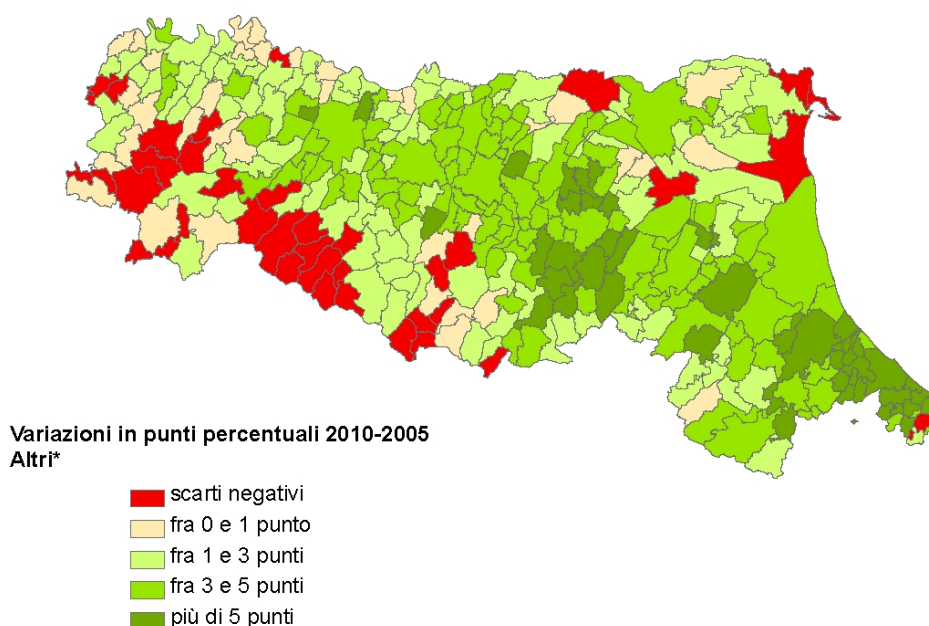 Variazioni in punti percentuali 2010-2005
Altri*
scarti negativi
fra 0 e 1 punto
fra 1 e 3 punti
fra 3 e 5 punti
più di 5 punti